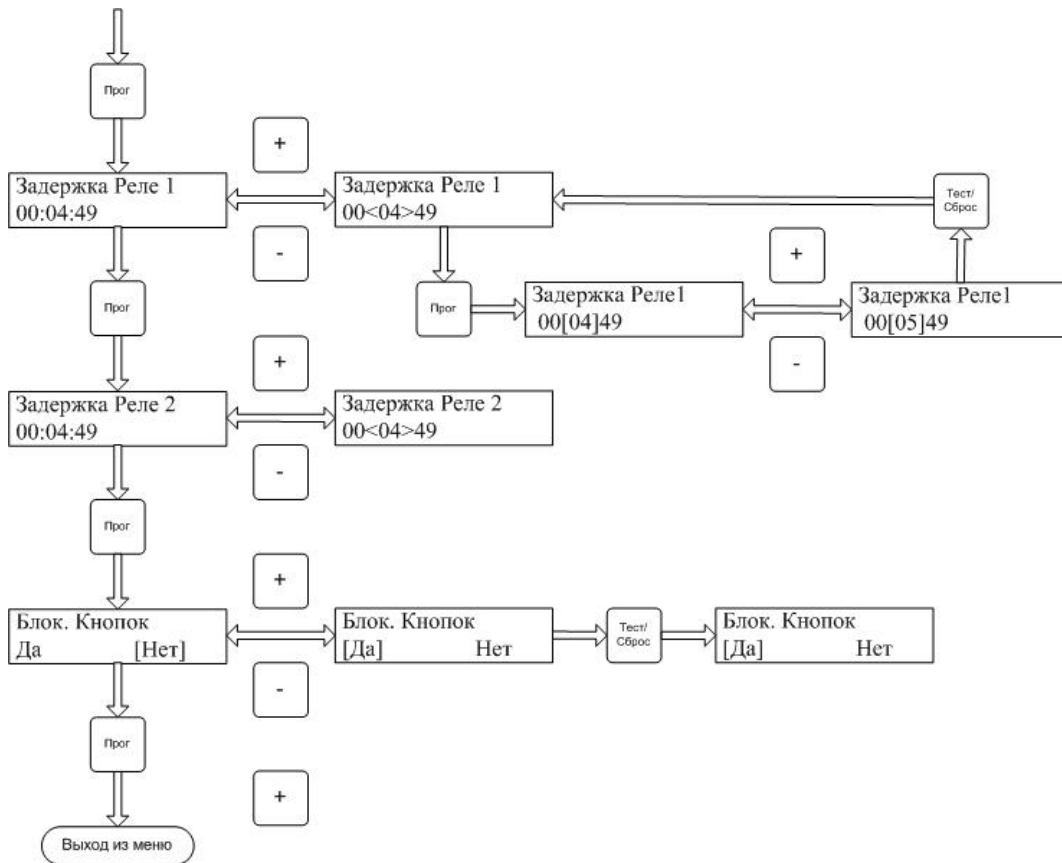 Прог
+
Задержка Реле 1
00:04:49
Задержка Реле 1
00<04>49
Тест/
Сброс
-
+
Прог
Прог
Задержка Реле1
00[04]49
Задержка Реле1
00[05]49
+
-
Задержка Реле 2
00:04:49
Задержка Реле 2
00<04>49
-
Прог
+
Блок. Кнопок
Да [Нет]
Блок. Кнопок
[Да] Нет
Тест/
Сброс
Блок. Кнопок
[Да] Нет
-
Прог
+
Выход из меню